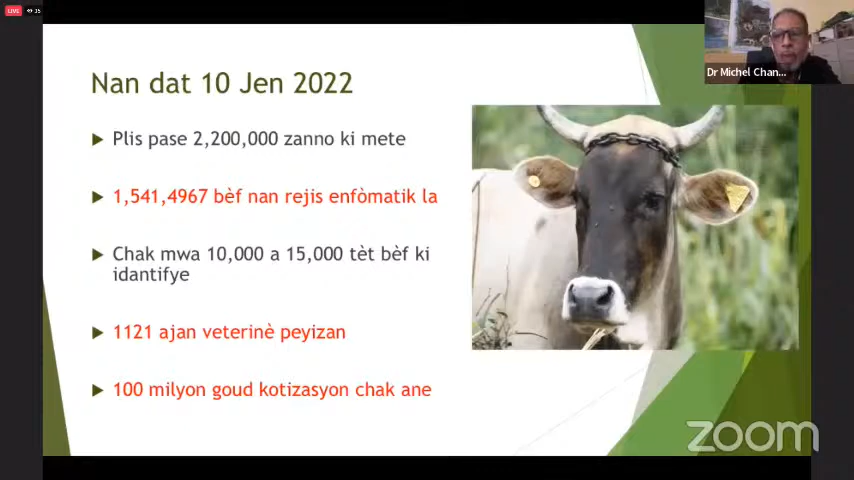 LIVE 35
Dr Michel Chan...
Nan dat 10 Jen 2022
Plis pase 2,200,000 zanno ki mete
1,541,4967 bèf nan rejis enfòmatik la
Chak mwa 10,000 a 15,000 tèt bèf ki
idantifye
1121 ajan veterinè peyizan
100 milyon goud kotizasyon chak ane
zoom